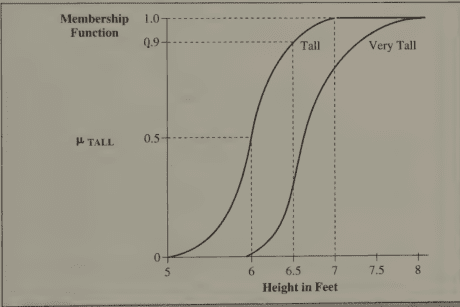 Membership
Function
1.0
0.9
Tall
Very Tall
μ TALL
0.5
0
5
6
6.5
7
7.5
8
Height in Feet